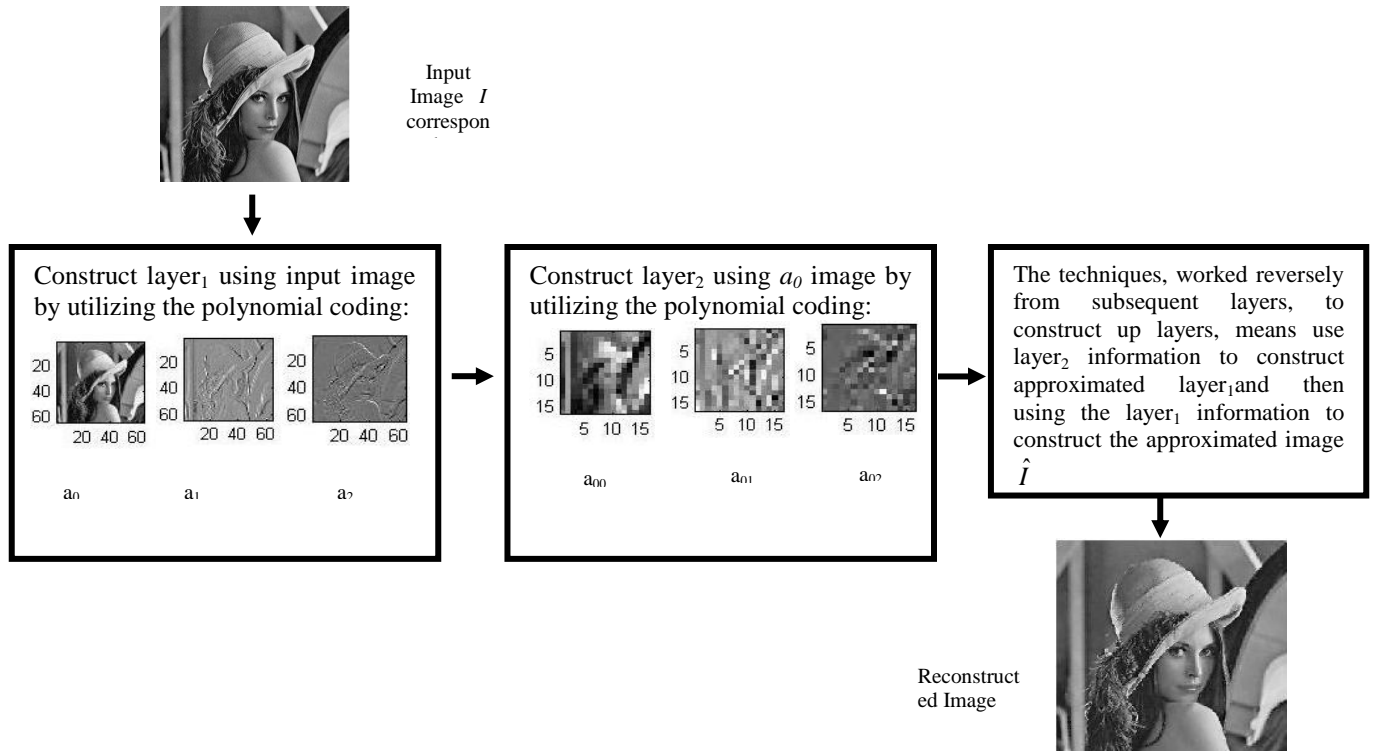 Input
Image I
correspon
Construct layer₁ using input image
by utilizing the polynomial coding:
20
40
60
20 40 60
20
40
60
20 40 60
20
40
60
20 40 60
a₀
a₁
a₂
Construct layer₂ using a₀ image by
utilizing the polynomial coding:
5
10
15
5 10 15
5
10
15
5 10 15
5
10
15
5 10 15
a₀₀
a₀₁
a₀₂
The techniques, worked reversely
from subsequent layers, to
construct up layers, means use
layer₂ information to construct
approximated layer₁and then
using the layer₁ information to
construct the approximated image
Î
Reconstruct
ed Image